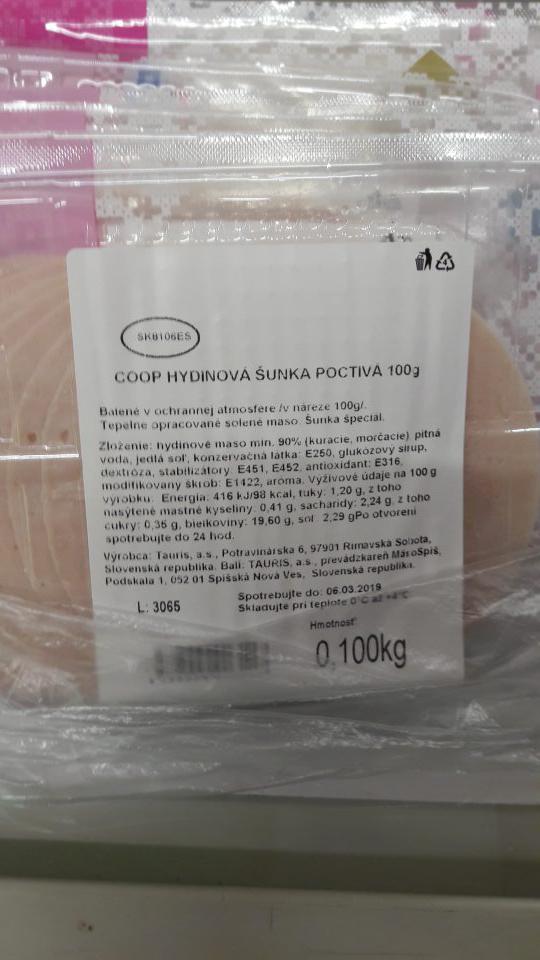 SK8106ES
COOP HYDINOVÁ ŠUNKA POCTIVÁ 100g
Balené v ochrannej atmosfére /v náreze 100g/.
Tepelne opracované solené mäso. Šunka špeciál.
Zloženie: hydinové mäso min. 90% (kuracie, morčacie) pitná
voda, jedlá soľ, konzervačná látka: E250, glukózový sirup,
dextróza, stabilizátory: E451, E452, antioxidant: E316,
modifikovaný škrob: E1422, aróma. Výživové údaje na 100 g
výrobku: Energia: 416 kJ/98 kcal, tuky: 1,20 g, z toho
nasýtené mastné kyseliny: 0,41 g, sacharidy: 2,24 g, z toho
cukry: 0,36 g, bielkoviny: 19,60 g, soľ: 2,29 gPo otvorení
spotrebujte do 24 hod.
Výrobca: Tauris, a.s., Potravinárska 6, 97901 Rimavská Sobota,
Slovenská republika. Balí: TAURIS, a.s., prevádzkareň MäsoSpiš,
Podskala 1, 052 01 Spišská Nová Ves, Slovenská republika.
L: 3065
Spotrebujte do: 06.03.2019
Skladujte pri teplote 0°C až +4°C
Hmotnosť:
0,100kg